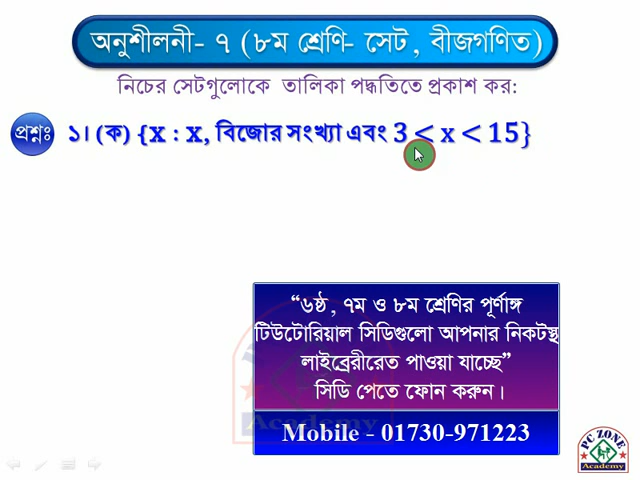 অনুশীলনী- ৭ (৮ম শ্রেণি- সেট, বীজগণিত)
নিচের সেটগুলোকে তালিকা পদ্ধতিতে প্রকাশ কর:
প্রশ্নঃ ১। (ক) {x : x, বিজোর সংখ্যা এবং 3 < x < 15}
“৬ষ্ঠ, ৭ম ও ৮ম শ্রেণির পূর্ণাঙ্গ
টিউটোরিয়াল সিডিগুলো আপনার নিকটস্থ
লাইব্রেরীরেত পাওয়া যাচ্ছে”
সিডি পেতে ফোন করুন।
Mobile - 01730-971223
PC ZONE
Academy